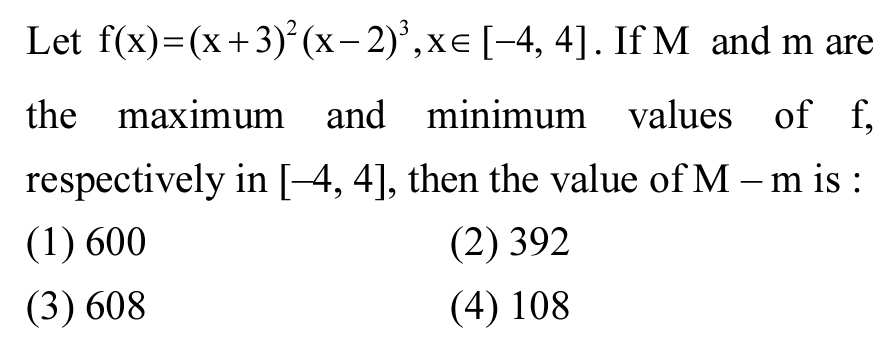 Let f(x)=(x+3)²(x−2)³, x∈ [−4, 4]. If M and m are
the maximum and minimum values of f,
respectively in [–4, 4], then the value of M – m is :
(1) 600 (2) 392
(3) 608 (4) 108